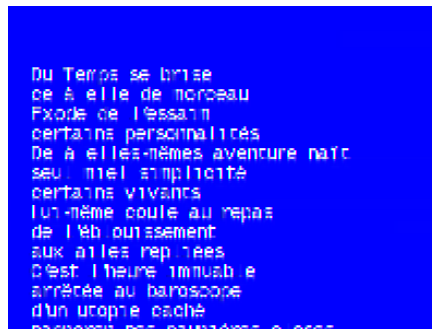 Du Temps se brise
ce à elle de morceau
Exode de l'essaim
certains personnalités
De à elles-mêmes aventure naît
seul miel simplicité
certains vivants
lui-même coule au repas
de l'éblouissement
aux ailes repliées
C'est l'heure immuable
arrêtée au baroscope
d'un utopie caché